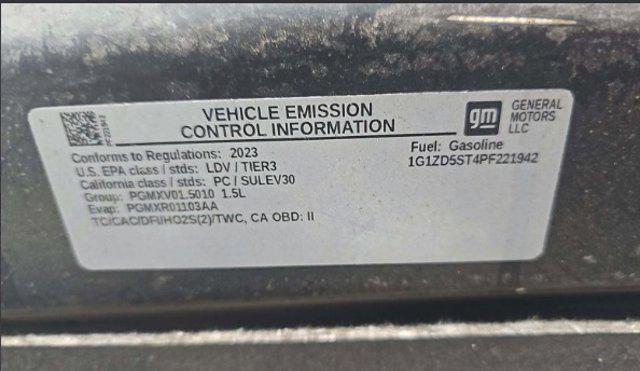 VEHICLE EMISSION
CONTROL INFORMATION
gm
GENERAL
MOTORS
LLC
Conforms to Regulations: 2023
U.S. EPA class / stds: LDV / TIER3
California class / stds: PC / SULEV30
Group: PGMXV01.5010 1.5L
Evap: PGMXR01103AA
TC/CAC/DFI/HO2S(2)/TWC, CA OBD: II
Fuel: Gasoline
1G1ZD5ST4PF221942